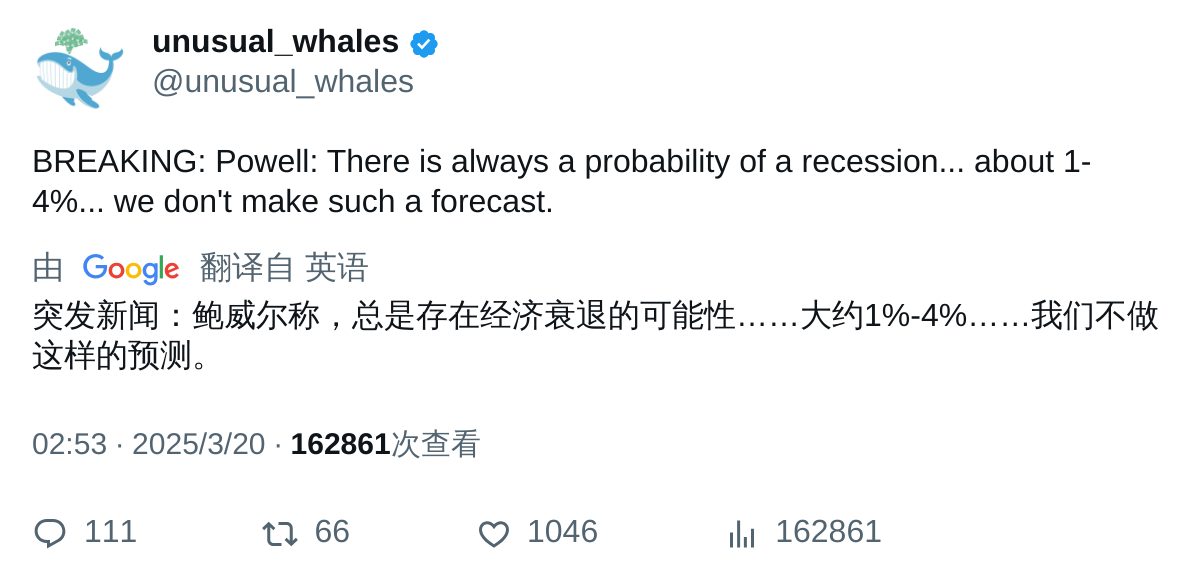 unusual_whales
@unusual_whales
BREAKING: Powell: There is always a probability of a recession... about 1-
4%... we don't make such a forecast.
由 Google 翻译自 英语
突发新闻：鲍威尔称，总是存在经济衰退的可能性……大约1%-4%……我们不做
这样的预测。
02:53 · 2025/3/20 · 162861次查看
111 66 1046 162861